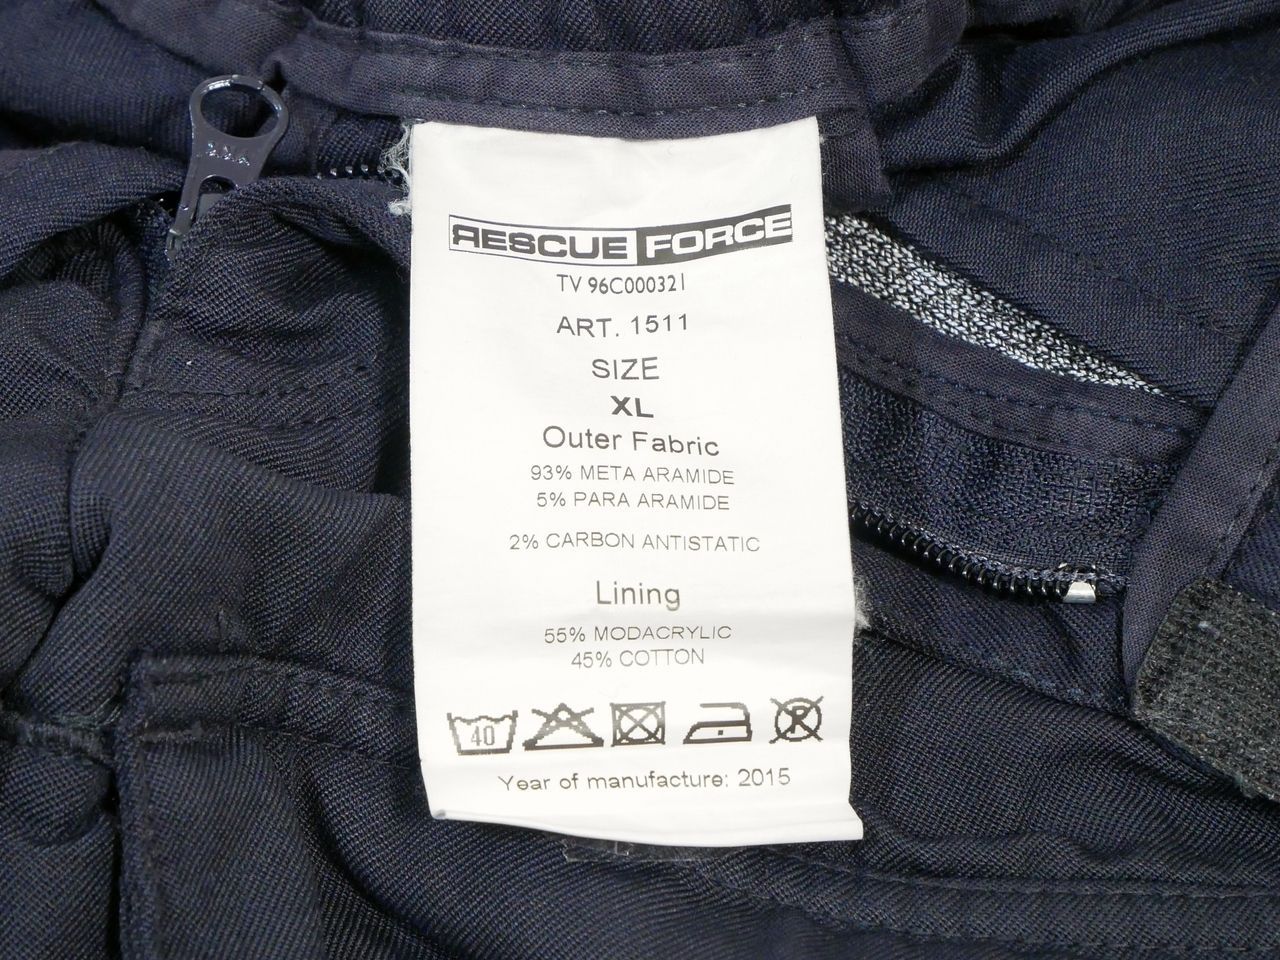 RESCUE FORCE
TV 96C000321
ART. 1511
SIZE
XL
Outer Fabric
93% META ARAMIDE
5% PARA ARAMIDE
2% CARBON ANTISTATIC
Lining
55% MODACRYLIC
45% COTTON
40 R
Year of manufacture: 2015